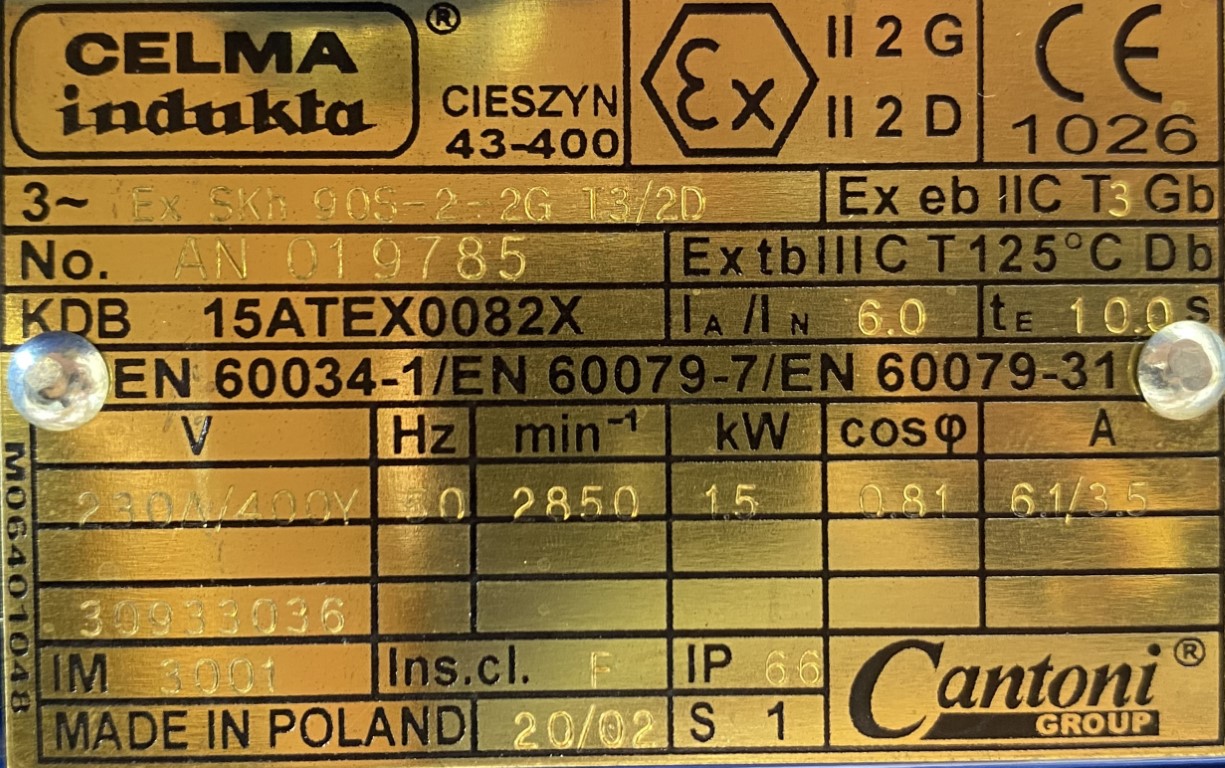 CELMA ®
indukta
CIESZYN
43-400
Ex
II 2 G
II 2 D
CE
1026
3~ Ex SKh 90S-2- 2G T3/2D
Ex eb IIC T3 Gb
No. AN 019785
Ex tb IIIC T125°C Db
KDB 15ATEX0082X
IA/IN 6.0
tE 10.0 s
EN 60034-1/EN 60079-7/EN 60079-31
V Hz min⁻¹ kW cosφ A
230Δ/400Y 50 2850 1.5 0.81 6.1/3.5
30933036
IM 3001 Ins.cl. F IP 66
MADE IN POLAND 20/02 S 1
Cantoni ®
GROUP
M06401048